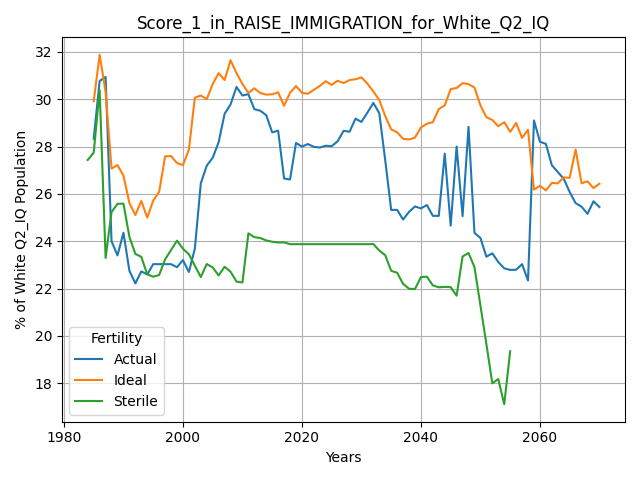 Score_1_in_RAISE_IMMIGRATION_for_White_Q2_IQ
% of White Q2_IQ Population
32
30
28
26
24
22
20
18
Fertility
Actual
Ideal
Sterile
1980
2000
2020
2040
2060
Years